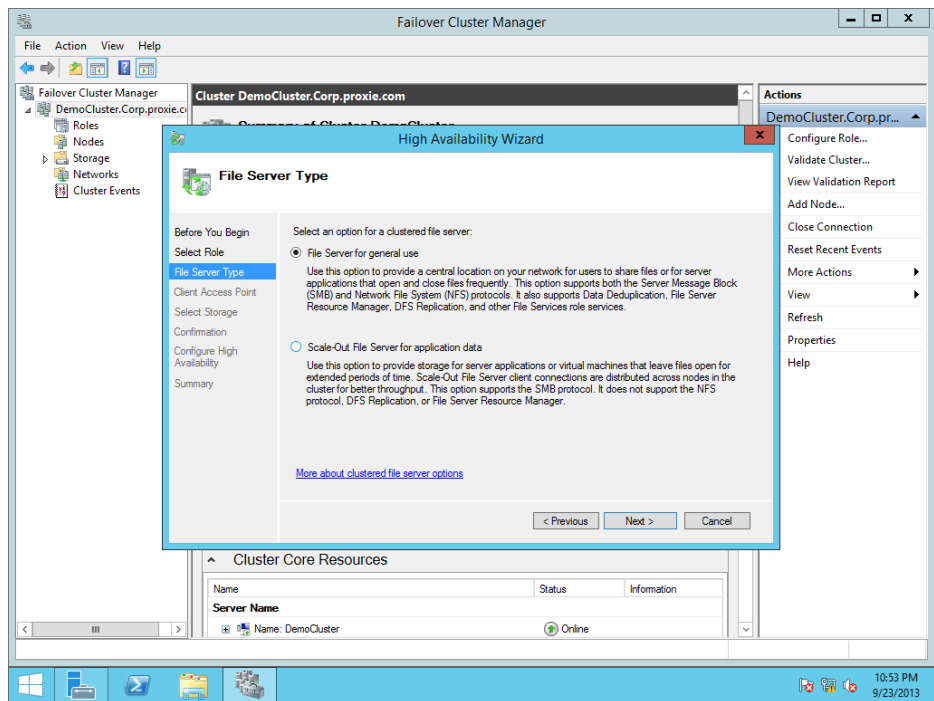 Failover Cluster Manager
File Action View Help
Failover Cluster Manager
DemoCluster.Corp.proxie.c
Roles
Nodes
Storage
Networks
Cluster Events
Cluster DemoCluster.Corp.proxie.com
Summary of Cluster DemoCluster
High Availability Wizard
File Server Type
Before You Begin
Select Role
File Server Type
Client Access Point
Select Storage
Confirmation
Configure High
Availability
Summary
Select an option for a clustered file server:
File Server for general use
Use this option to provide a central location on your network for users to share files or for server
applications that open and close files frequently. This option supports both the Server Message Block
(SMB) and Network File System (NFS) protocols. It also supports Data Deduplication, File Server
Resource Manager, DFS Replication, and other File Services role services.
Scale-Out File Server for application data
Use this option to provide storage for server applications or virtual machines that leave files open for
extended periods of time. Scale-Out File Server client connections are distributed across nodes in the
cluster for better throughput. This option supports the SMB protocol. It does not support the NFS
protocol, DFS Replication, or File Server Resource Manager.
More about clustered file server options
< Previous Next > Cancel
Cluster Core Resources
Name Status Information
Server Name
Name: DemoCluster Online
Actions
DemoCluster.Corp.pr...
Configure Role...
Validate Cluster...
View Validation Report
Add Node...
Close Connection
Reset Recent Events
More Actions
View
Refresh
Properties
Help
10:53 PM
9/23/2013